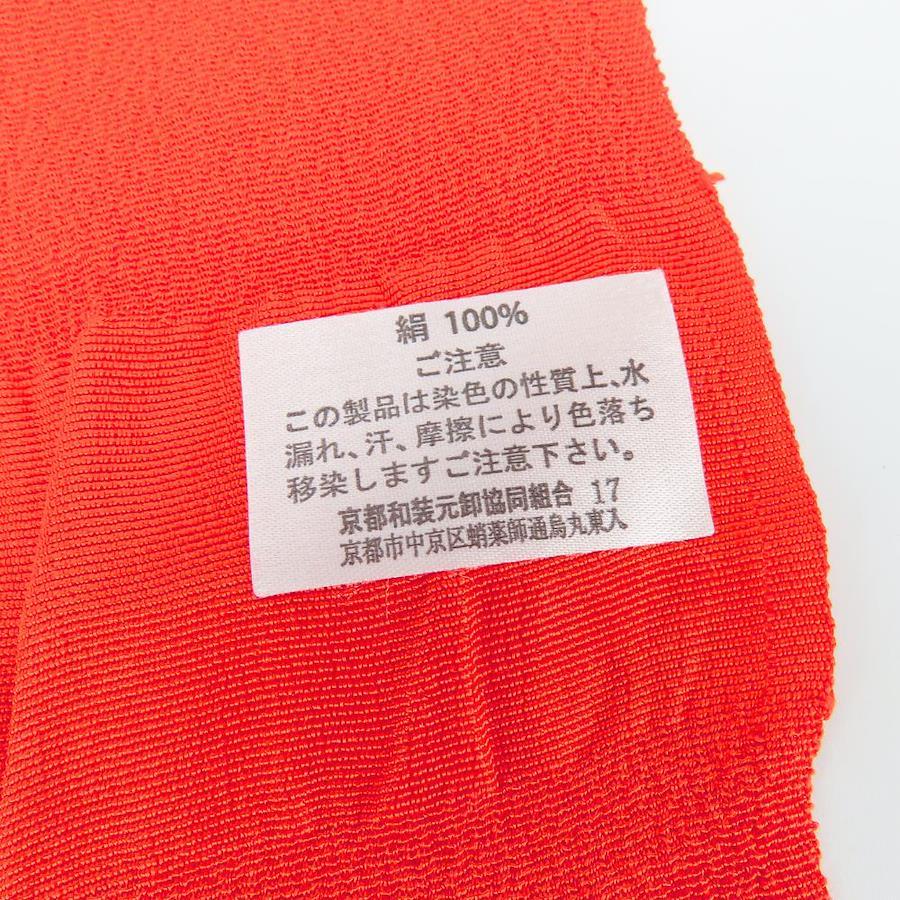 絹 100%
ご注意
この製品は染色の性質上、水
漏れ、汗、摩擦により色落ち
移染しますご注意下さい。
京都和装元卸協同組合 17
京都市中京区蛸薬師通烏丸東入